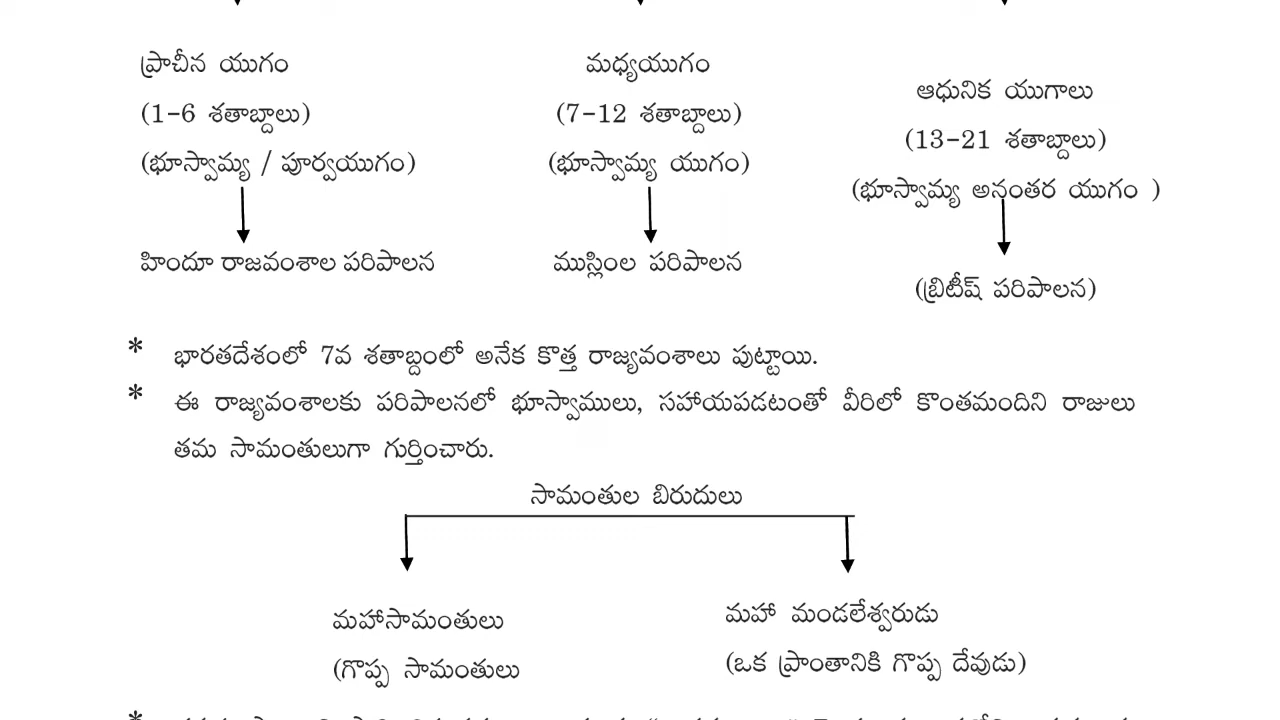 ప్రాచీన యుగం
(1-6 శతాబ్దాలు)
(భూస్వామ్య / పూర్వయుగం)
హిందూ రాజవంశాల పరిపాలన
మధ్యయుగం
(7-12 శతాబ్దాలు)
(భూస్వామ్య యుగం)
ముస్లింల పరిపాలన
ఆధునిక యుగాలు
(13-21 శతాబ్దాలు)
(భూస్వామ్య అనంతర యుగం )
(బ్రిటీష్ పరిపాలన)
* భారతదేశంలో 7వ శతాబ్దంలో అనేక కొత్త రాజ్యవంశాలు పుట్టాయి.
* ఈ రాజ్యవంశాలకు పరిపాలనలో భూస్వాములు, సహాయపడటంతో వీరిలో కొంతమందిని రాజులు
తమ సామంతులుగా గుర్తించారు.
సామంతుల బిరుదులు
మహాసామంతులు
(గొప్ప సామంతులు
మహా మండలేశ్వరుడు
(ఒక ప్రాంతానికి గొప్ప దేవుడు)